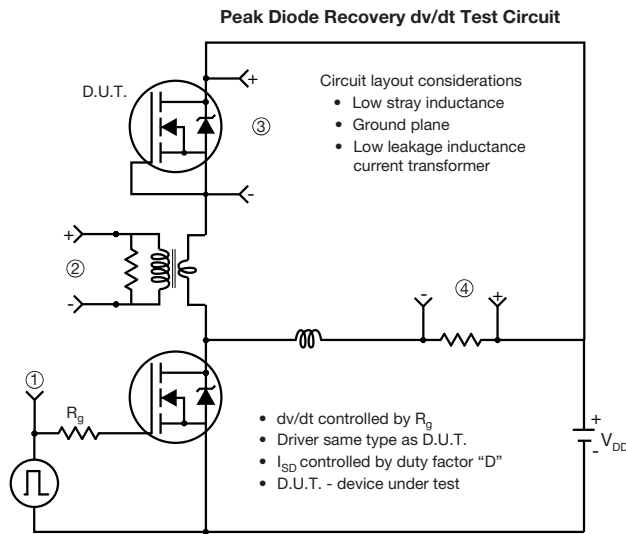 Peak Diode Recovery dv/dt Test Circuit
D.U.T.
+
Circuit layout considerations
• Low stray inductance
• Ground plane
• Low leakage inductance
current transformer
③
-
+
②
-
-
④
+
①
Rg
• dv/dt controlled by Rg
• Driver same type as D.U.T.
• ISD controlled by duty factor “D”
• D.U.T. - device under test
+
-
VDD